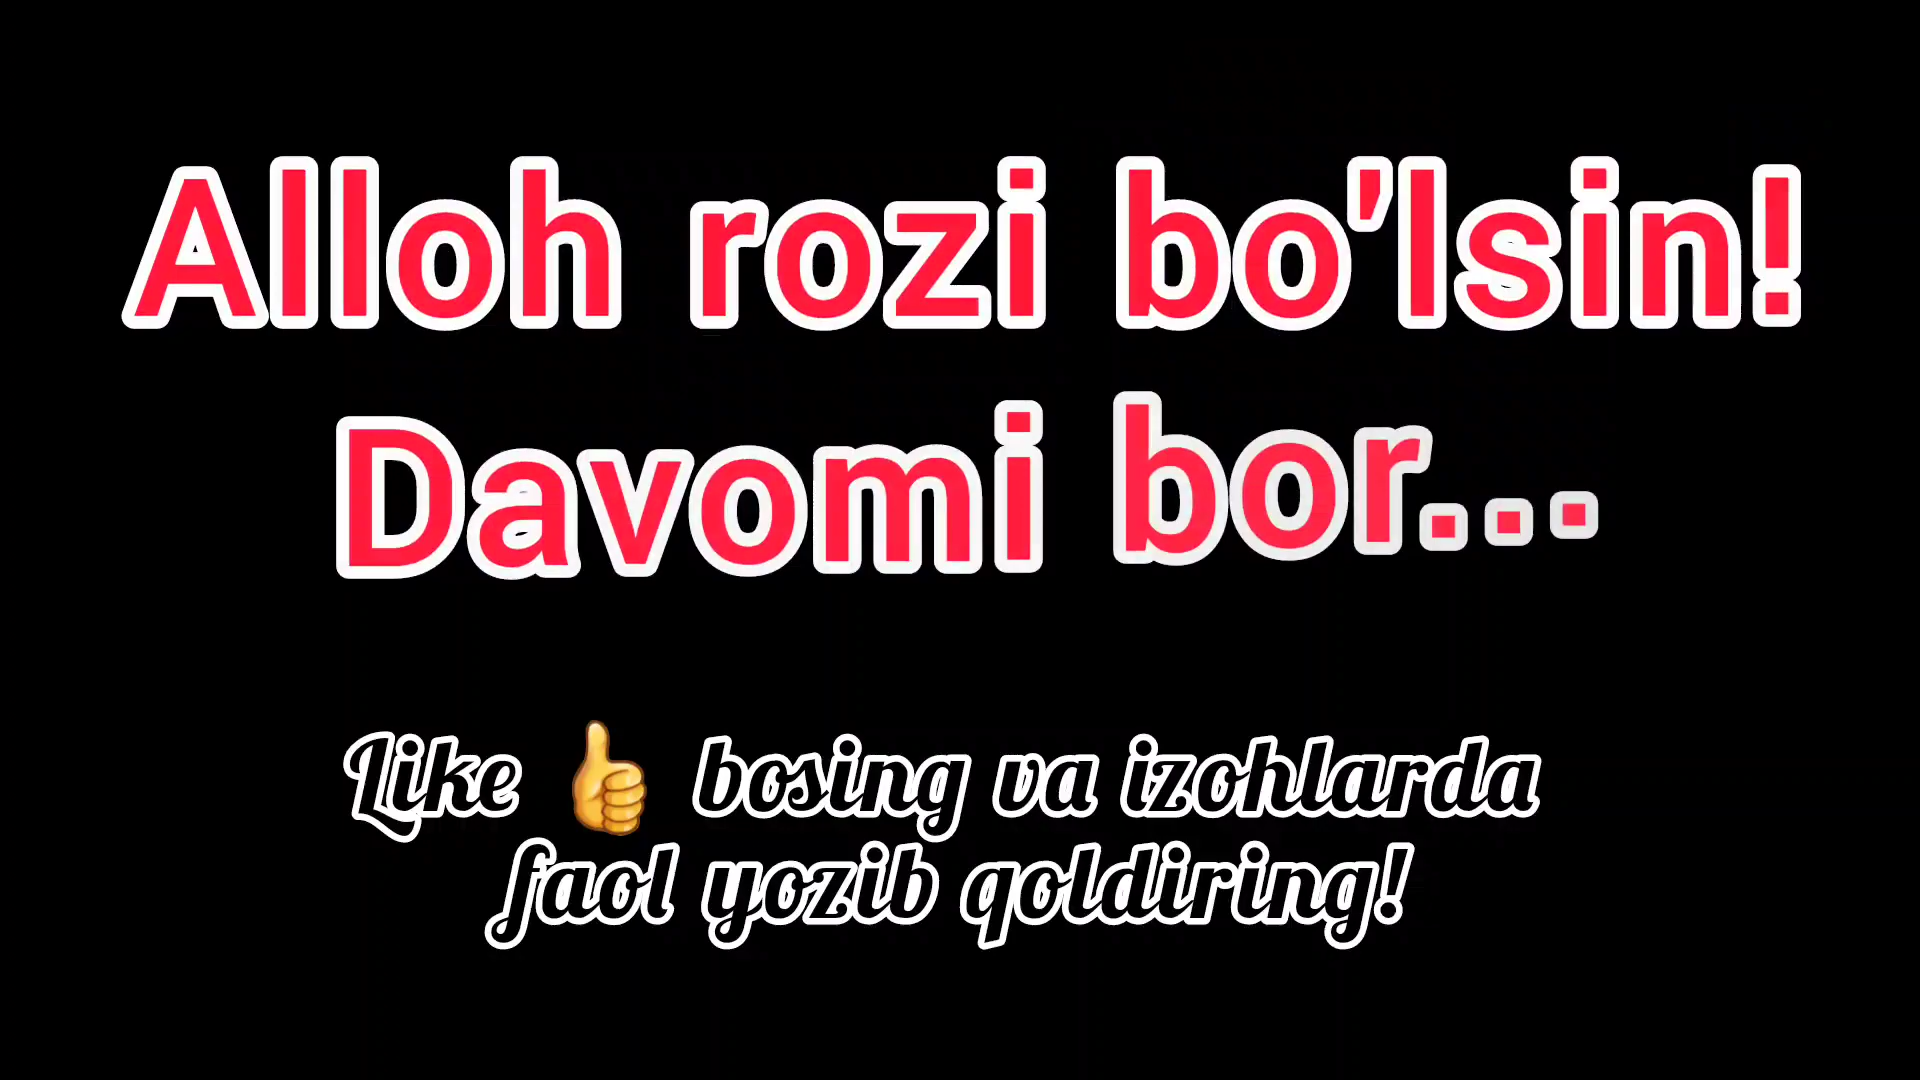 Alloh rozi bo'lsin!
Davomi bor...
Like 👍 bosing va izohlarda
faol yozib qoldiring!